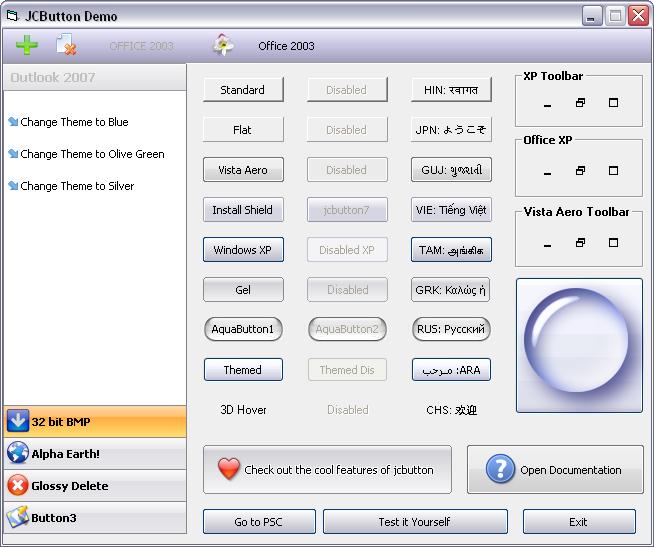 JCButton Demo
OFFICE 2003
Office 2003
Outlook 2007
Change Theme to Blue
Change Theme to Olive Green
Change Theme to Silver
32 bit BMP
Alpha Earth!
Glossy Delete
Button3
Standard
Disabled
HIN: स्वागत
Flat
Disabled
JPN: ようこそ
Vista Aero
Disabled
GUJ: ગુજરાતી
Install Shield
jcbutton7
VIE: Tiếng Việt
Windows XP
Disabled XP
TAM:
Gel
Disabled
GRK: Καλώς ή
AquaButton1
AquaButton2
RUS: Русский
Themed
Themed Dis
مرحب :ARA
3D Hover
Disabled
CHS: 欢迎
XP Toolbar
Office XP
Vista Aero Toolbar
Check out the cool features of jcbutton
Open Documentation
Go to PSC
Test it Yourself
Exit